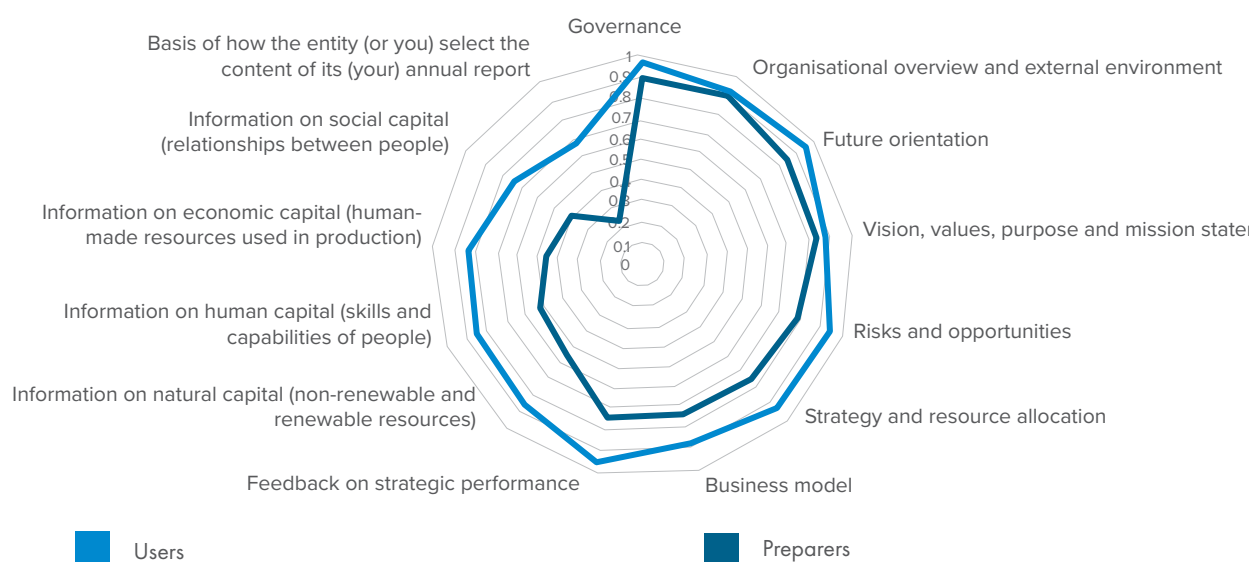 Governance
Basis of how the entity (or you) select the
content of its (your) annual report
Organisational overview and external environment
Information on social capital
(relationships between people)
Future orientation
Information on economic capital (human-
made resources used in production)
Vision, values, purpose and mission
Information on human capital (skills and
capabilities of people)
Risks and opportunities
Information on natural capital (non-renewable and
renewable resources)
Strategy and resource allocation
Feedback on strategic performance
Business model
1
0.9
0.8
0.7
0.6
0.5
0.4
0.3
0.2
0.1
0
Users
Preparers